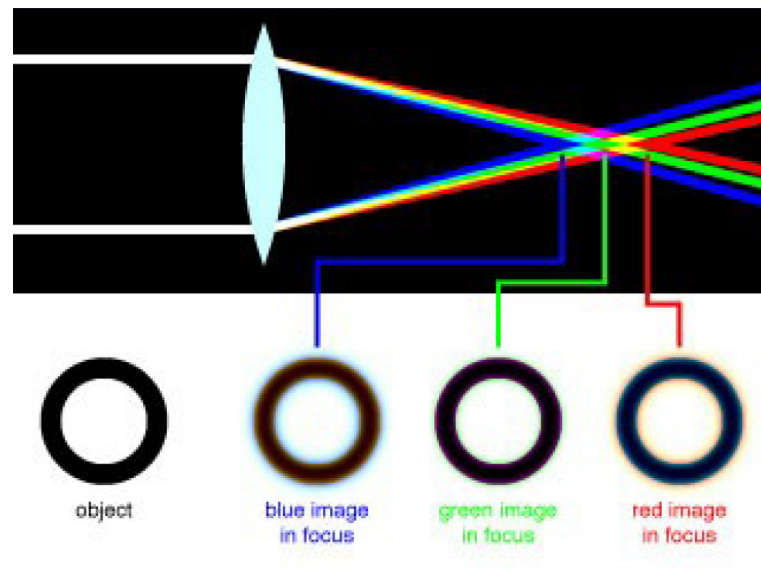 object
blue image
in focus
green image
in focus
red image
in focus